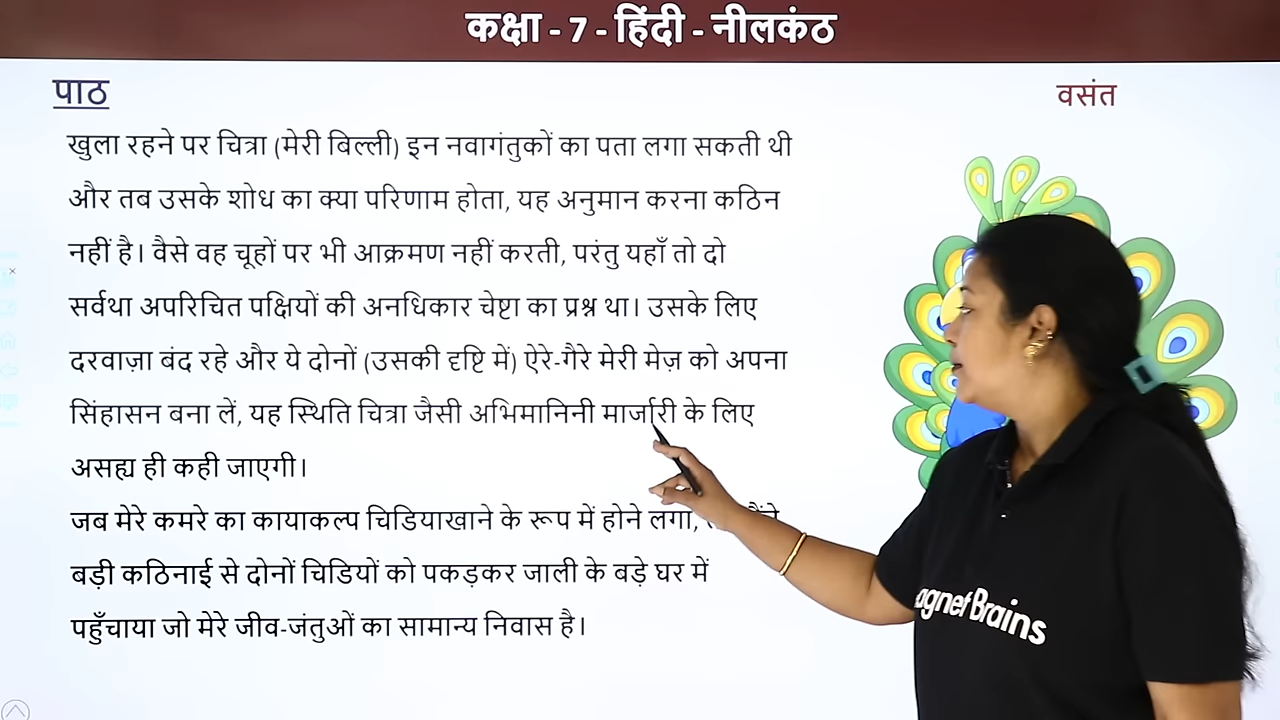 कक्षा - 7 - हिंदी - नीलकंठ
पाठ
वसंत
खुला रहने पर चित्रा (मेरी बिल्ली) इन नवागंतुकों का पता लगा सकती थी
और तब उसके शोध का क्या परिणाम होता, यह अनुमान करना कठिन
नहीं है। वैसे वह चूहों पर भी आक्रमण नहीं करती, परंतु यहाँ तो दो
सर्वथा अपरिचित पक्षियों की अनधिकार चेष्टा का प्रश्न था। उसके लिए
दरवाज़ा बंद रहे और ये दोनों (उसकी दृष्टि में) ऐरे-गैरे मेरी मेज़ को अपना
सिंहासन बना लें, यह स्थिति चित्रा जैसी अभिमानिनी मार्जारी के लिए
असह्य ही कही जाएगी।
जब मेरे कमरे का कायाकल्प चिडियाखाने के रूप में होने लगा,
बड़ी कठिनाई से दोनों चिडियों को पकड़कर जाली के बड़े घर में
पहुँचाया जो मेरे जीव-जंतुओं का सामान्य निवास है।
agnet Brains